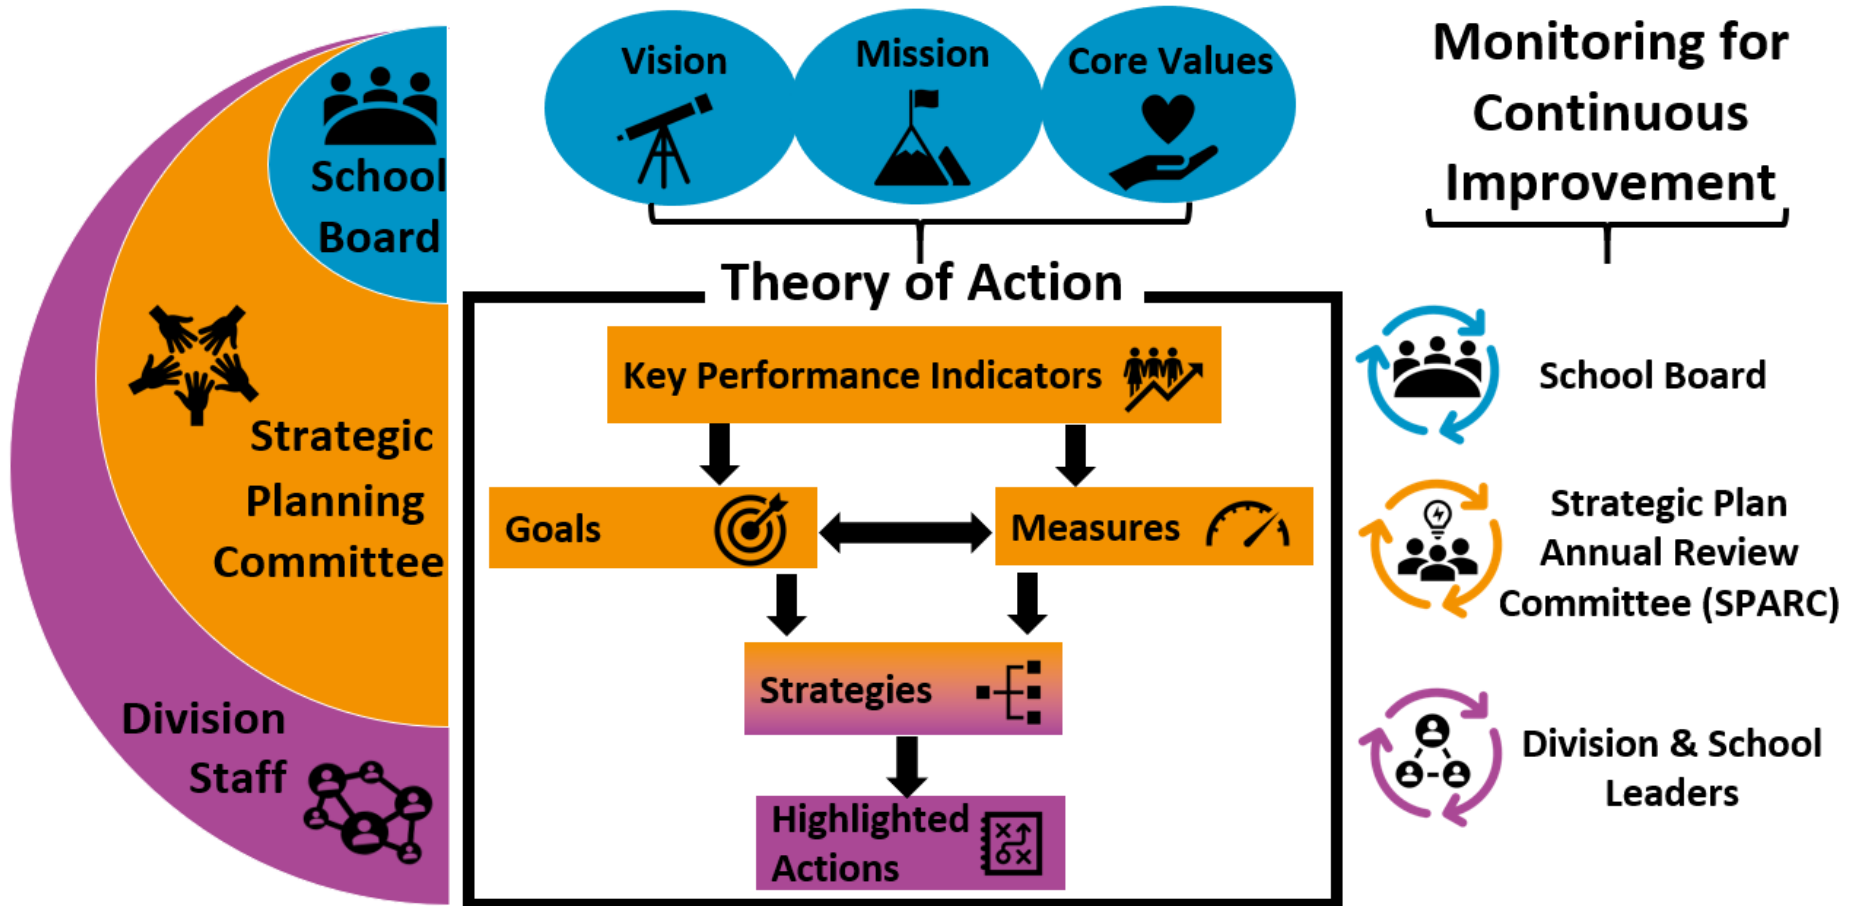 School
Board
Strategic
Planning
Committee
Division
Staff
Vision
Mission
Core Values
Theory of Action
Key Performance Indicators
Goals
Measures
Strategies
Highlighted
Actions
Monitoring for
Continuous
Improvement
School Board
Strategic Plan
Annual Review
Committee (SPARC)
Division & School
Leaders